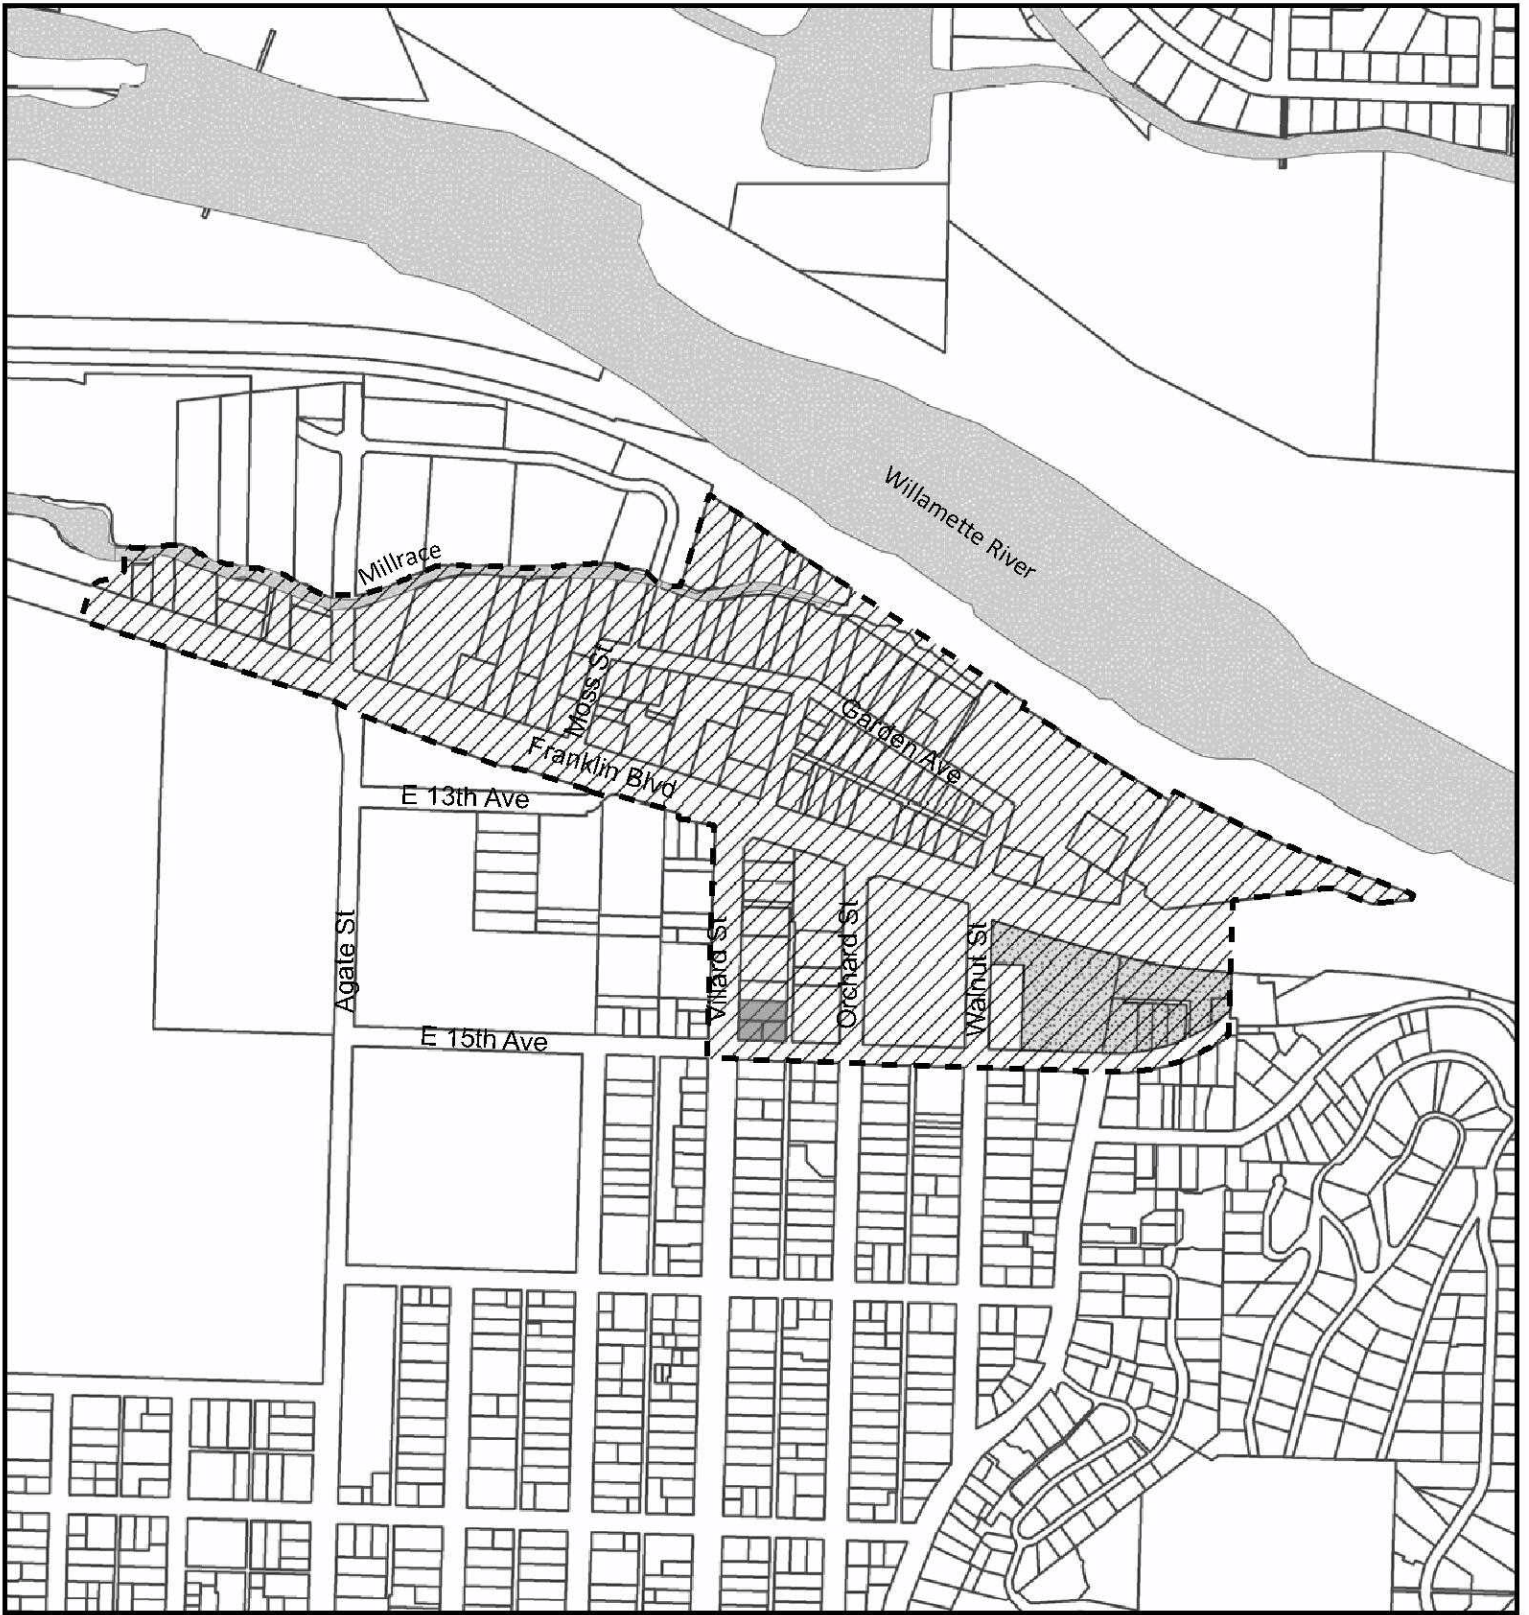 Willamette River
Millrace
Moss St
Garden Ave
Franklin Blvd
E 13th Ave
Agate St
Villard St
Orchard St
Walnut St
E 15th Ave